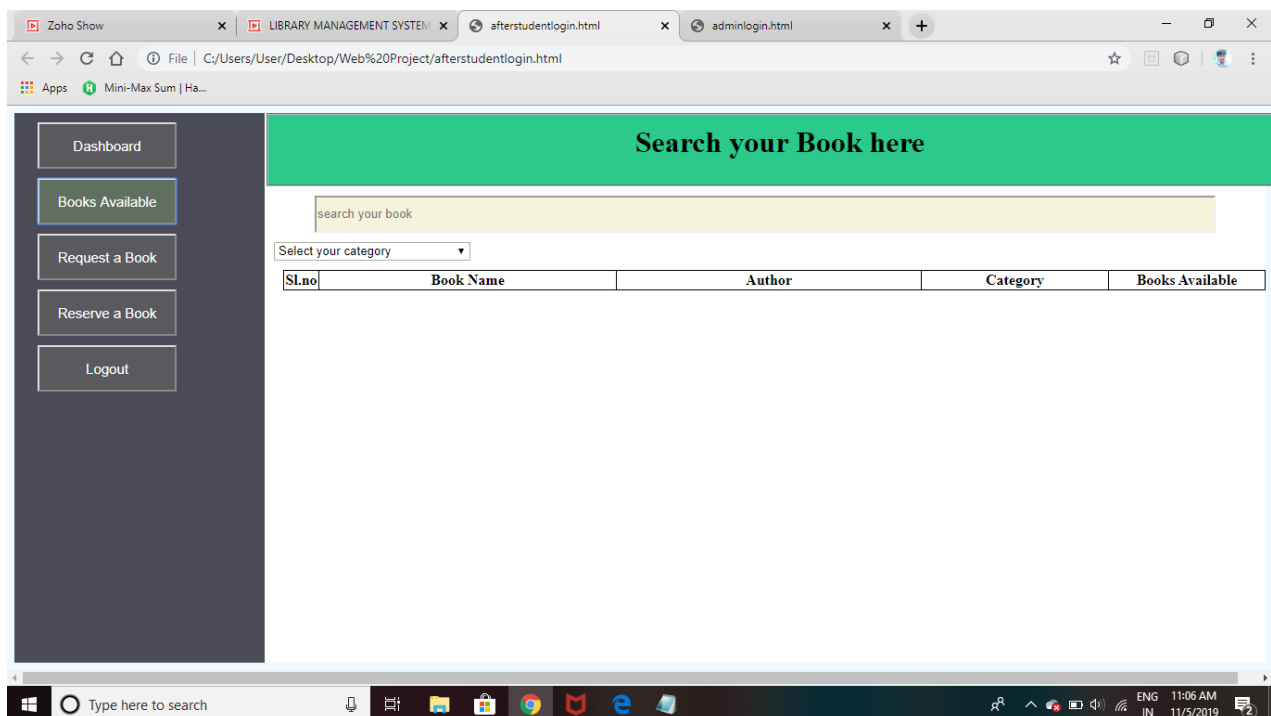 Zoho Show
LIBRARY MANAGEMENT SYSTEM
afterstudentlogin.html
adminlogin.html
File | C:/Users/User/Desktop/Web%20Project/afterstudentlogin.html
Apps
Mini-Max Sum | Ha...
Dashboard
Books Available
Request a Book
Reserve a Book
Logout
Search your Book here
search your book
Select your category
Sl.no Book Name Author Category Books Available
Type here to search
ENG 11:06 AM
IN 11/5/2019
2